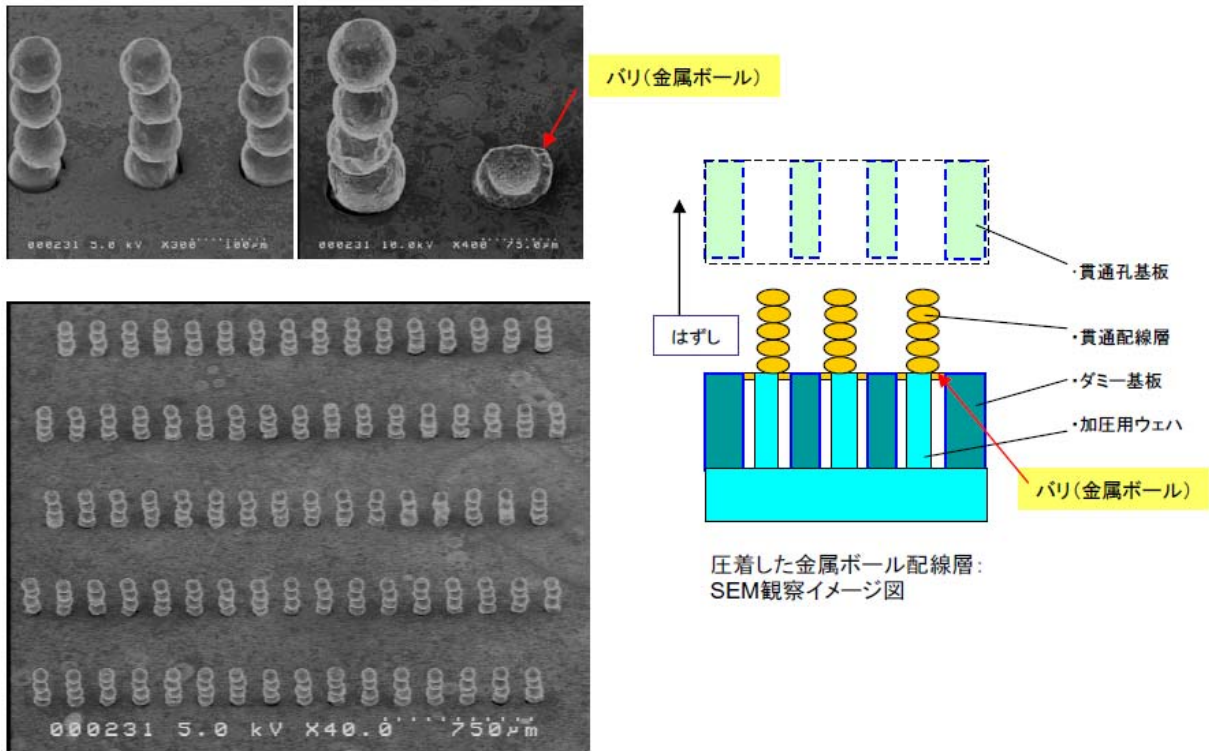 バリ(金属ボール)
000231 5.0 kV X300 100μm
000231 10.0kV X400 75.0μm
・貫通孔基板
はずし
・貫通配線層
・ダミー基板
・加圧用ウェハ
バリ(金属ボール)
圧着した金属ボール配線層:
SEM観察イメージ図
000231 5.0 kV X40.0 750μm